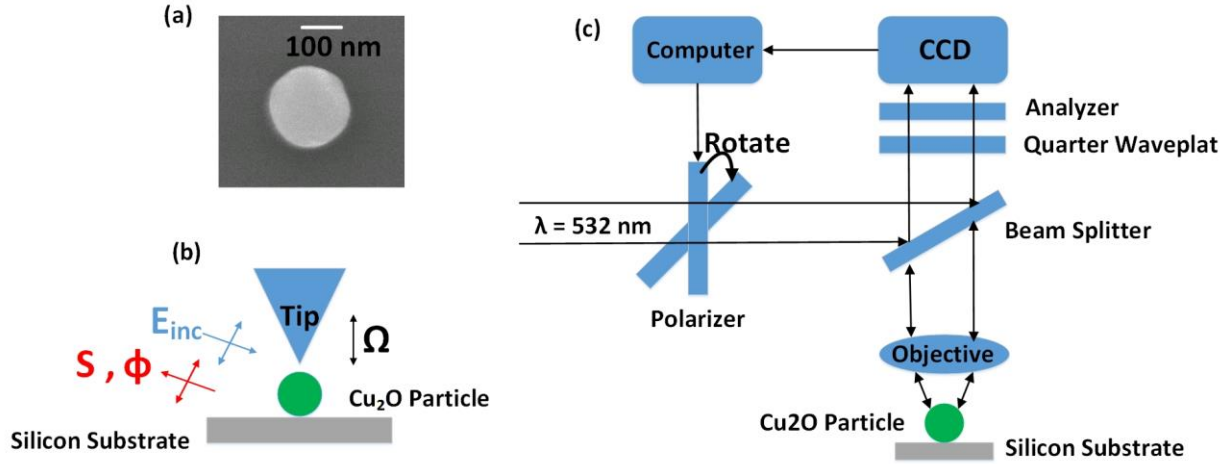 (a)
100 nm
(b)
Tip
Einc
Ω
S , ϕ
Cu₂O Particle
Silicon Substrate
(c)
Computer
CCD
Analyzer
Quarter Waveplat
Rotate
λ = 532 nm
Beam Splitter
Polarizer
Objective
Cu2O Particle
Silicon Substrate